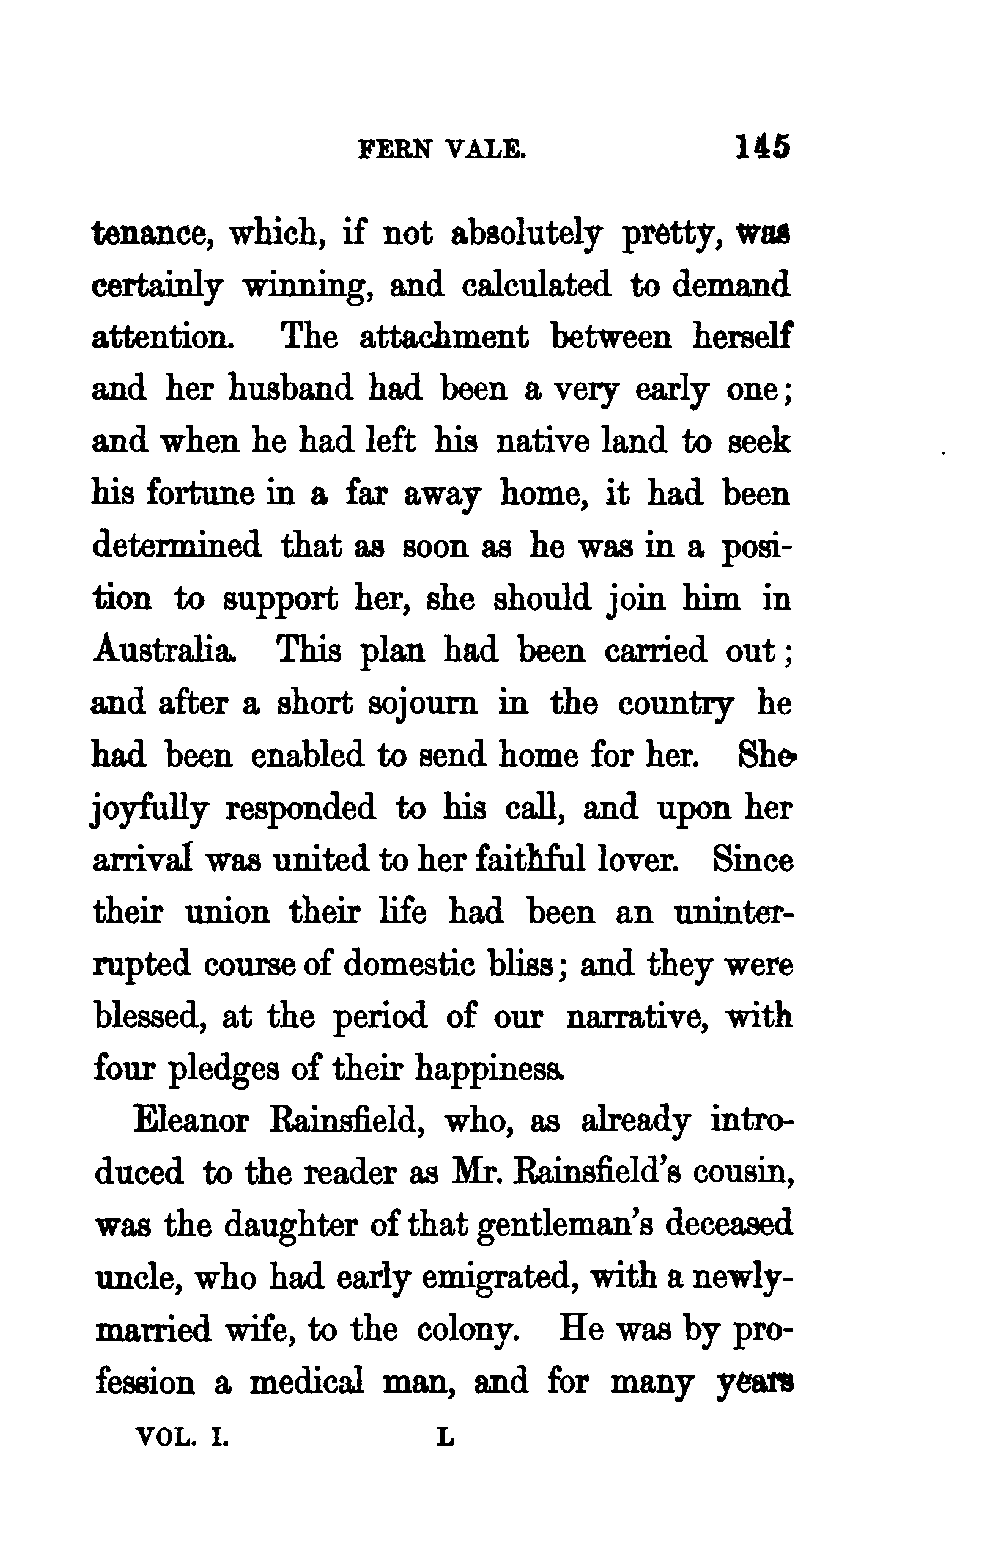 FERN VALE. 145
tenance, which, if not absolutely pretty, was
certainly winning, and calculated to demand
attention. The attachment between herself
and her husband had been a very early one;
and when he had left his native land to seek
his fortune in a far away home, it had been
determined that as soon as he was in a posi-
tion to support her, she should join him in
Australia. This plan had been carried out;
and after a short sojourn in the country he
had been enabled to send home for her. She
joyfully responded to his call, and upon her
arrival was united to her faithful lover. Since
their union their life had been an uninter-
rupted course of domestic bliss; and they were
blessed, at the period of our narrative, with
four pledges of their happiness.
Eleanor Rainsfield, who, as already intro-
duced to the reader as Mr. Rainsfield's cousin,
was the daughter of that gentleman's deceased
uncle, who had early emigrated, with a newly-
married wife, to the colony. He was by pro-
fession a medical man, and for many years
VOL. I. L